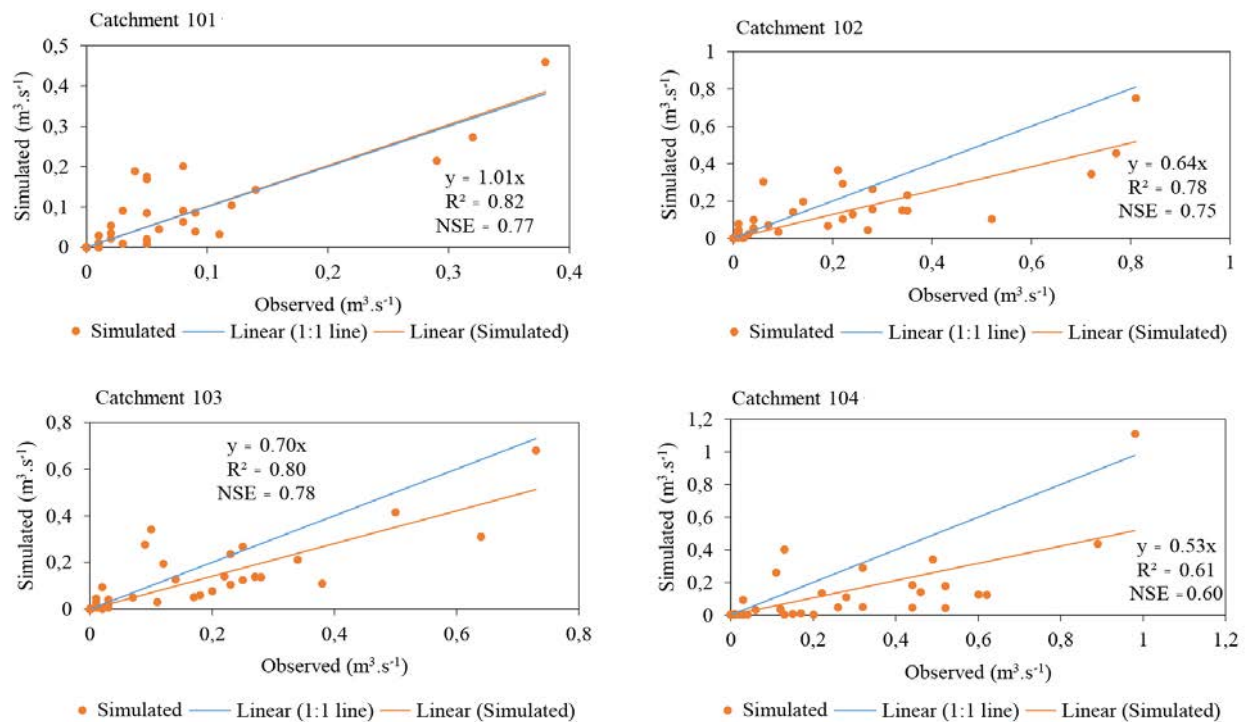 Catchment 101
0,5
0,4
0,3
0,2
0,1
0
0
0,1
0,2
0,3
0,4
Simulated (m³.s⁻¹)
Observed (m³.s⁻¹)
y = 1.01x
R² = 0.82
NSE = 0.77
Simulated Linear (1:1 line) Linear (Simulated)
Catchment 102
1
0,8
0,6
0,4
0,2
0
0
0,2
0,4
0,6
0,8
1
Simulated (m³.s⁻¹)
Observed (m³.s⁻¹)
y = 0.64x
R² = 0.78
NSE = 0.75
Simulated Linear (1:1 line) Linear (Simulated)
Catchment 103
0,8
0,6
0,4
0,2
0
0
0,2
0,4
0,6
0,8
Simulated (m³.s⁻¹)
Observed (m³.s⁻¹)
y = 0.70x
R² = 0.80
NSE = 0.78
Simulated Linear (1:1 line) Linear (Simulated)
Catchment 104
1,2
1
0,8
0,6
0,4
0,2
0
0
0,2
0,4
0,6
0,8
1
1,2
Simulated (m³.s⁻¹)
Observed (m³.s⁻¹)
y = 0.53x
R² = 0.61
NSE = 0.60
Simulated Linear (1:1 line) Linear (Simulated)